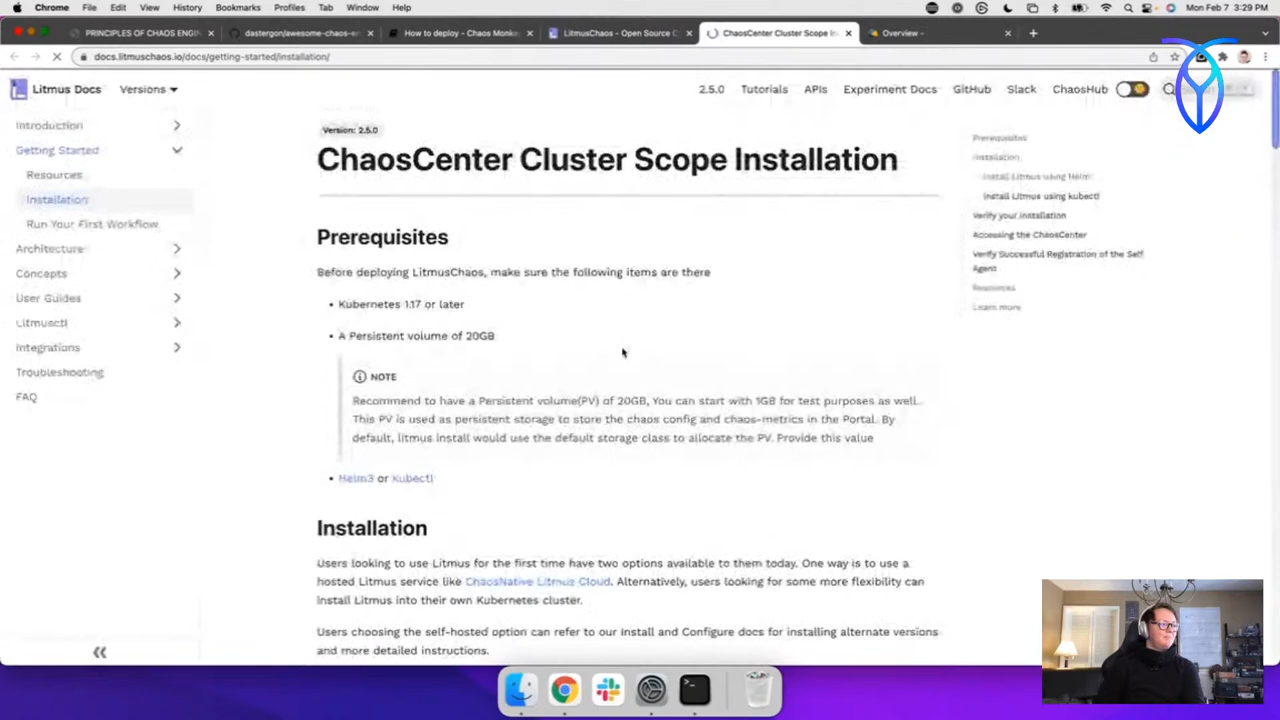 Chrome File Edit View History Bookmarks Profiles Tab Window Help Mon Feb 7 3:29 PM
PRINCIPLES OF CHAOS ENGI dastergon/awesome-chaos-e How to deploy - Chaos Monke LitmusChaos - Open Source C ChaosCenter Cluster Scope In Overview -
docs.litmuschaos.io/docs/getting-started/installation/
Litmus Docs Versions 2.5.0 Tutorials APIs Experiment Docs GitHub Slack ChaosHub
Introduction
Getting Started
Resources
Installation
Run Your First Workflow
Architecture
Concepts
User Guides
Litmusctl
Integrations
Troubleshooting
FAQ
Version: 2.5.0
ChaosCenter Cluster Scope Installation
Prerequisites
Before deploying LitmusChaos, make sure the following items are there
• Kubernetes 1.17 or later
• A Persistent volume of 20GB
NOTE
Recommend to have a Persistent volume(PV) of 20GB, You can start with 1GB for test purposes as well.
This PV is used as persistent storage to store the chaos config and chaos-metrics in the Portal. By
default, litmus install would use the default storage class to allocate the PV. Provide this value
• Helm3 or Kubectl
Installation
Users looking to use Litmus for the first time have two options available to them today. One way is to use a
hosted Litmus service like ChaosNative Litmus Cloud. Alternatively, users looking for some more flexibility can
install Litmus into their own Kubernetes cluster.
Users choosing the self-hosted option can refer to our Install and Configure docs for installing alternate versions
and more detailed instructions.
Prerequisites
Installation
Install Litmus using Helm
Install Litmus using kubectl
Verify your installation
Accessing the ChaosCenter
Verify Successful Registration of the Self
Agent
Resources
Learn more